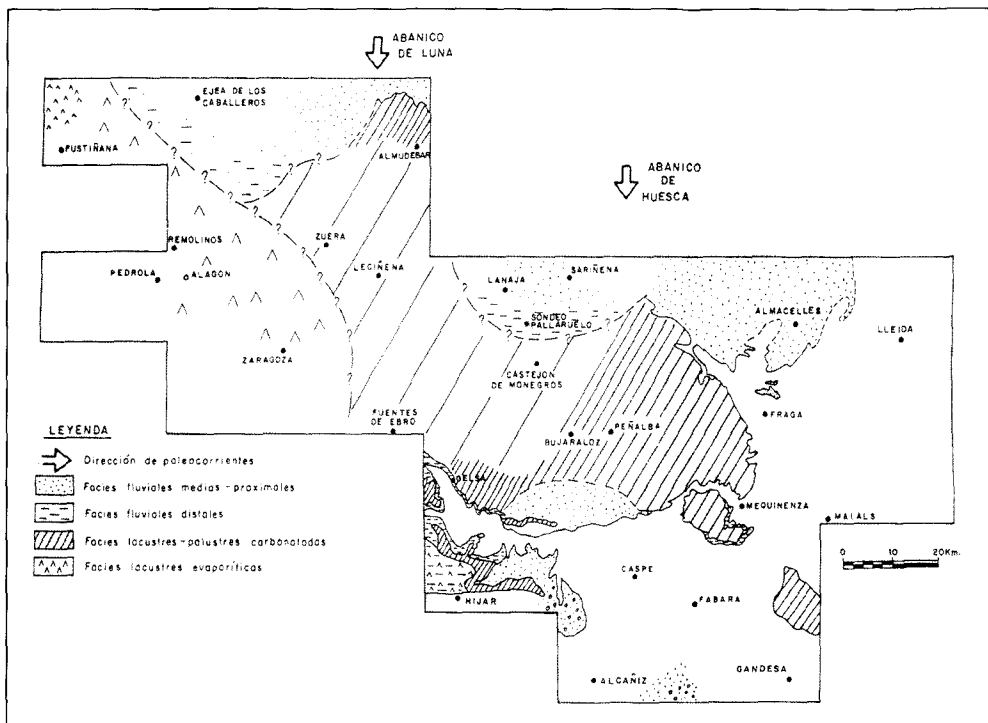 ABANICO
DE LUNA
EJEA DE LOS
CABALLEROS
FUSTIÑANA
ALMUDEBAR
ABANICO
DE
HUESCA
REMOLINOS
ZUERA
PEDROLA
ALAGON
LECIÑENA
LANAJA
SARIÑENA
SONDEO
PALLARUELO
ALMACELLES
LLEIDA
ZARAGOZA
CASTEJON
DE MONEGROS
FUENTES
DE EBRO
BUJARALOZ
PEÑALBA
FRAGA
LEYENDA
Dirección de paleocorrientes
Facies fluviales medias-proximales
Facies fluviales distales
Facies lacustres-palustres carbonatadas
Facies lacustres evaporíticas
GELSA
MEQUINENZA
MAIALS
0 10 20Km.
CASPE
FABARA
HIJAR
ALCAÑIZ
GANDESA